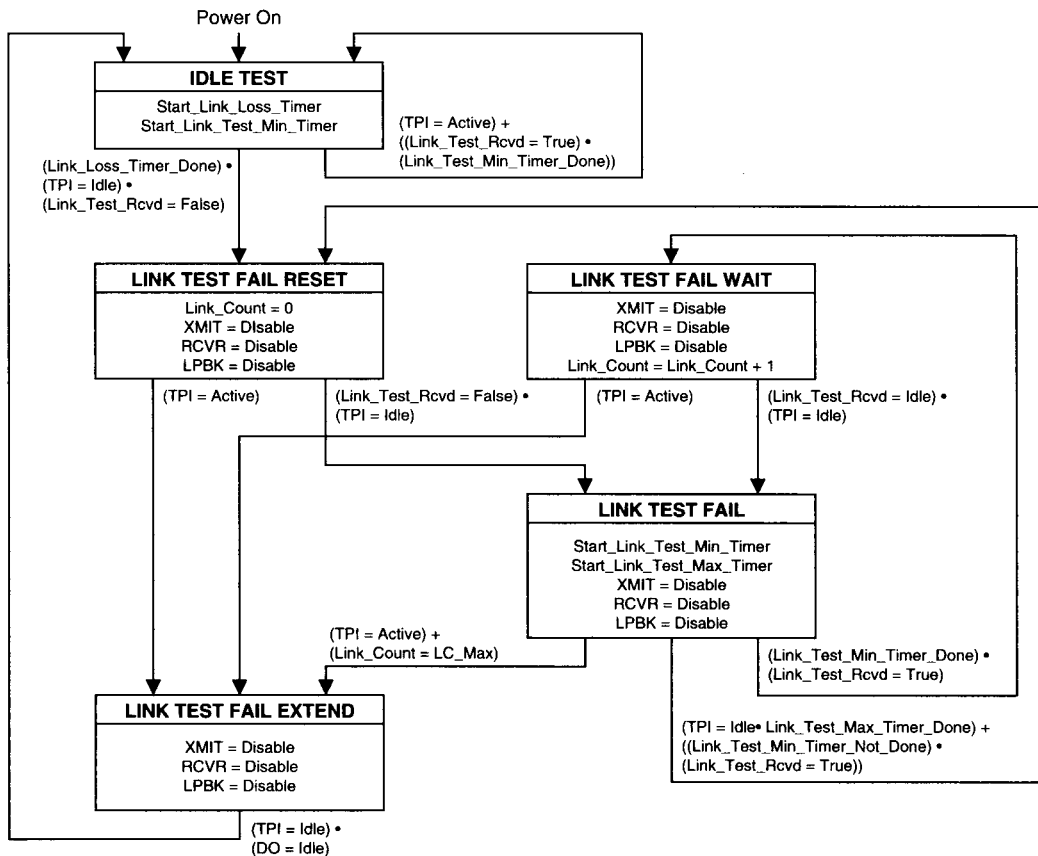 Power On
IDLE TEST
Start_Link_Loss_Timer
Start_Link_Test_Min_Timer
(TPI = Active) +
((Link_Test_Rcvd = True) •
(Link_Test_Min_Timer_Done))
(Link_Loss_Timer_Done) •
(TPI = Idle) •
(Link_Test_Rcvd = False)
LINK TEST FAIL RESET
Link_Count = 0
XMIT = DIsable
RCVR = Disable
LPBK = Disable
LINK TEST FAIL WAIT
XMIT = Disable
RCVR = Disable
LPBK = Disable
Link_Count = Link_Count + 1
(TPI = Active)
(Link_Test_Rcvd = False) •
(TPI = Idle)
(TPI = Active)
(Link_Test_Rcvd = Idle) •
(TPI = Idle)
LINK TEST FAIL
Start_Link_Test_Min_Timer
Start_Link_Test_Max_Timer
XMIT = Disable
RCVR = Disable
LPBK = Disable
(TPI = Active) +
(Link_Count = LC_Max)
(Link_Test_Min_Timer_Done) •
(Link_Test_Rcvd = True)
LINK TEST FAIL EXTEND
XMIT = Disable
RCVR = Disable
LPBK = Disable
(TPI = Idle• Link_Test_Max_Timer_Done) +
((Link_Test_Min_Timer_Not_Done) •
(Link_Test_Rcvd = True))
(TPI = Idle) •
(DO = Idle)